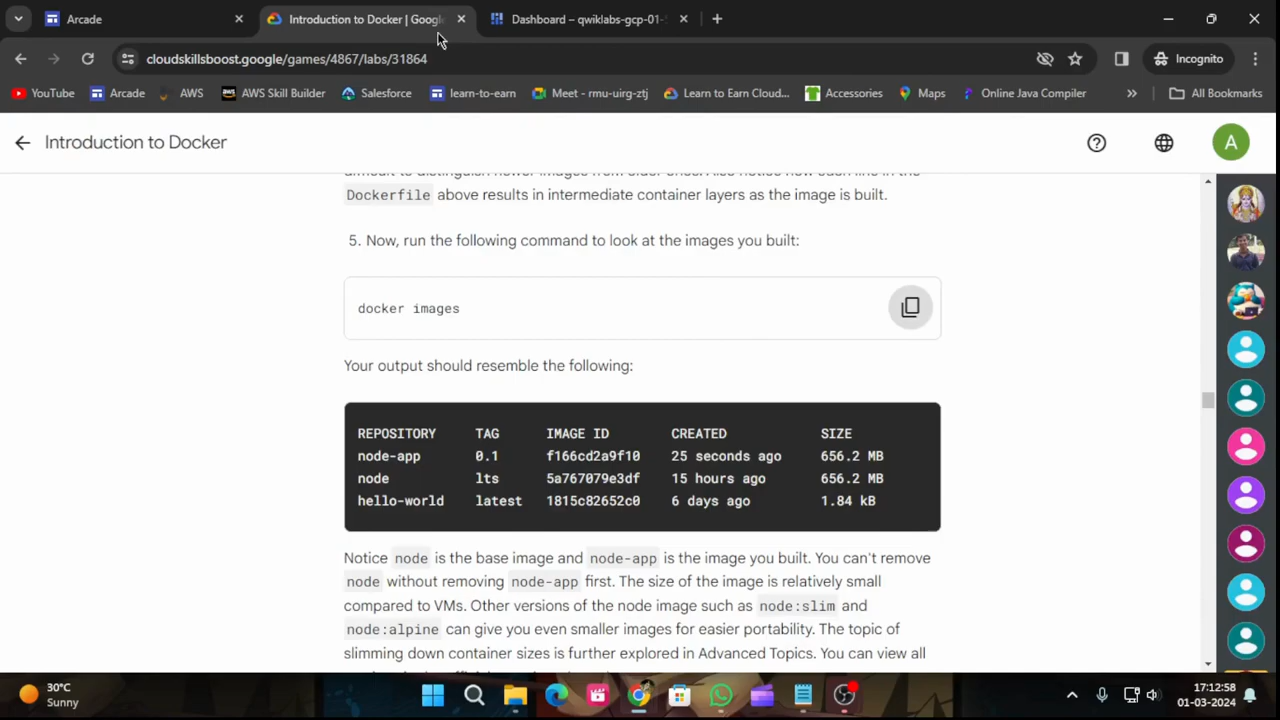 Arcade
Introduction to Docker | Google
Dashboard – qwiklabs-gcp-01-
cloudskillsboost.google/games/4867/labs/31864
Incognito
YouTube
Arcade
AWS
AWS Skill Builder
Salesforce
learn-to-earn
Meet - rmu-uirg-ztj
Learn to Earn Cloud...
Accessories
Maps
Online Java Compiler
All Bookmarks
Introduction to Docker
A
Dockerfile above results in intermediate container layers as the image is built.
5. Now, run the following command to look at the images you built:
docker images
Your output should resemble the following:
REPOSITORY TAG IMAGE ID CREATED SIZE
node-app 0.1 f166cd2a9f10 25 seconds ago 656.2 MB
node lts 5a767079e3df 15 hours ago 656.2 MB
hello-world latest 1815c82652c0 6 days ago 1.84 kB
Notice node is the base image and node-app is the image you built. You can't remove
node without removing node-app first. The size of the image is relatively small
compared to VMs. Other versions of the node image such as node:slim and
node:alpine can give you even smaller images for easier portability. The topic of
slimming down container sizes is further explored in Advanced Topics. You can view all
30°C
Sunny
17:12:58
01-03-2024